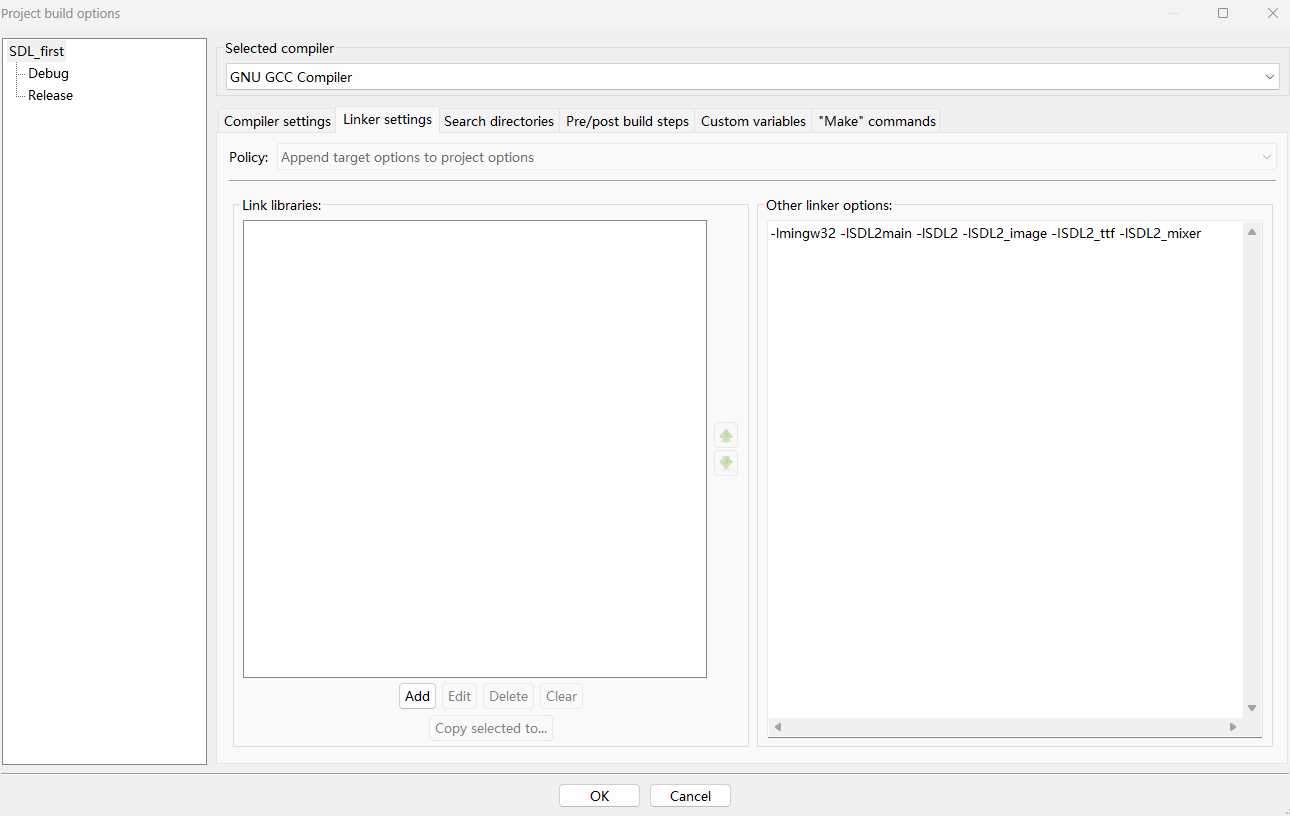 Project build options
SDL_first
Debug
Release
Selected compiler
GNU GCC Compiler
Compiler settings
Linker settings
Search directories
Pre/post build steps
Custom variables
"Make" commands
Policy:
Append target options to project options
Link libraries:
Add
Edit
Delete
Clear
Copy selected to...
Other linker options:
-lmingw32 -lSDL2main -lSDL2 -lSDL2_image -lSDL2_ttf -lSDL2_mixer
OK
Cancel